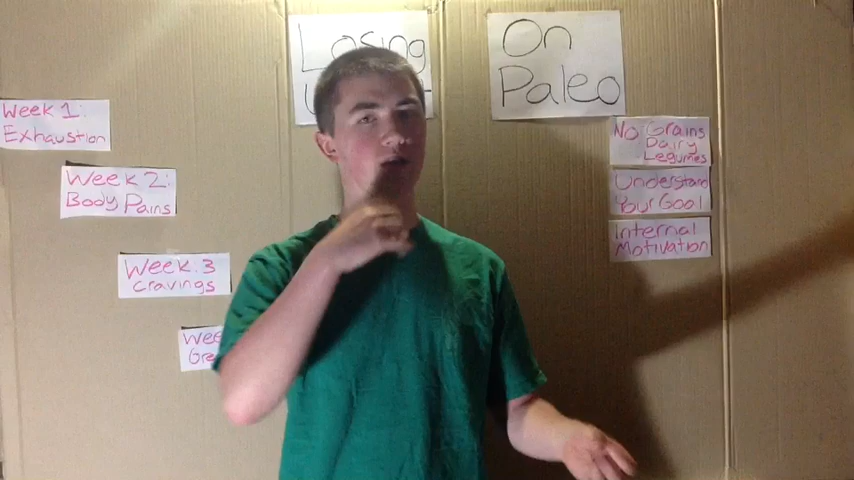 Losing
On
Paleo
Week 1:
Exhaustion
Week 2:
Body Pains
Week 3
Cravings
No Grains
Dairy
Legumes
Understand
Your Goal
Internal
Motivation